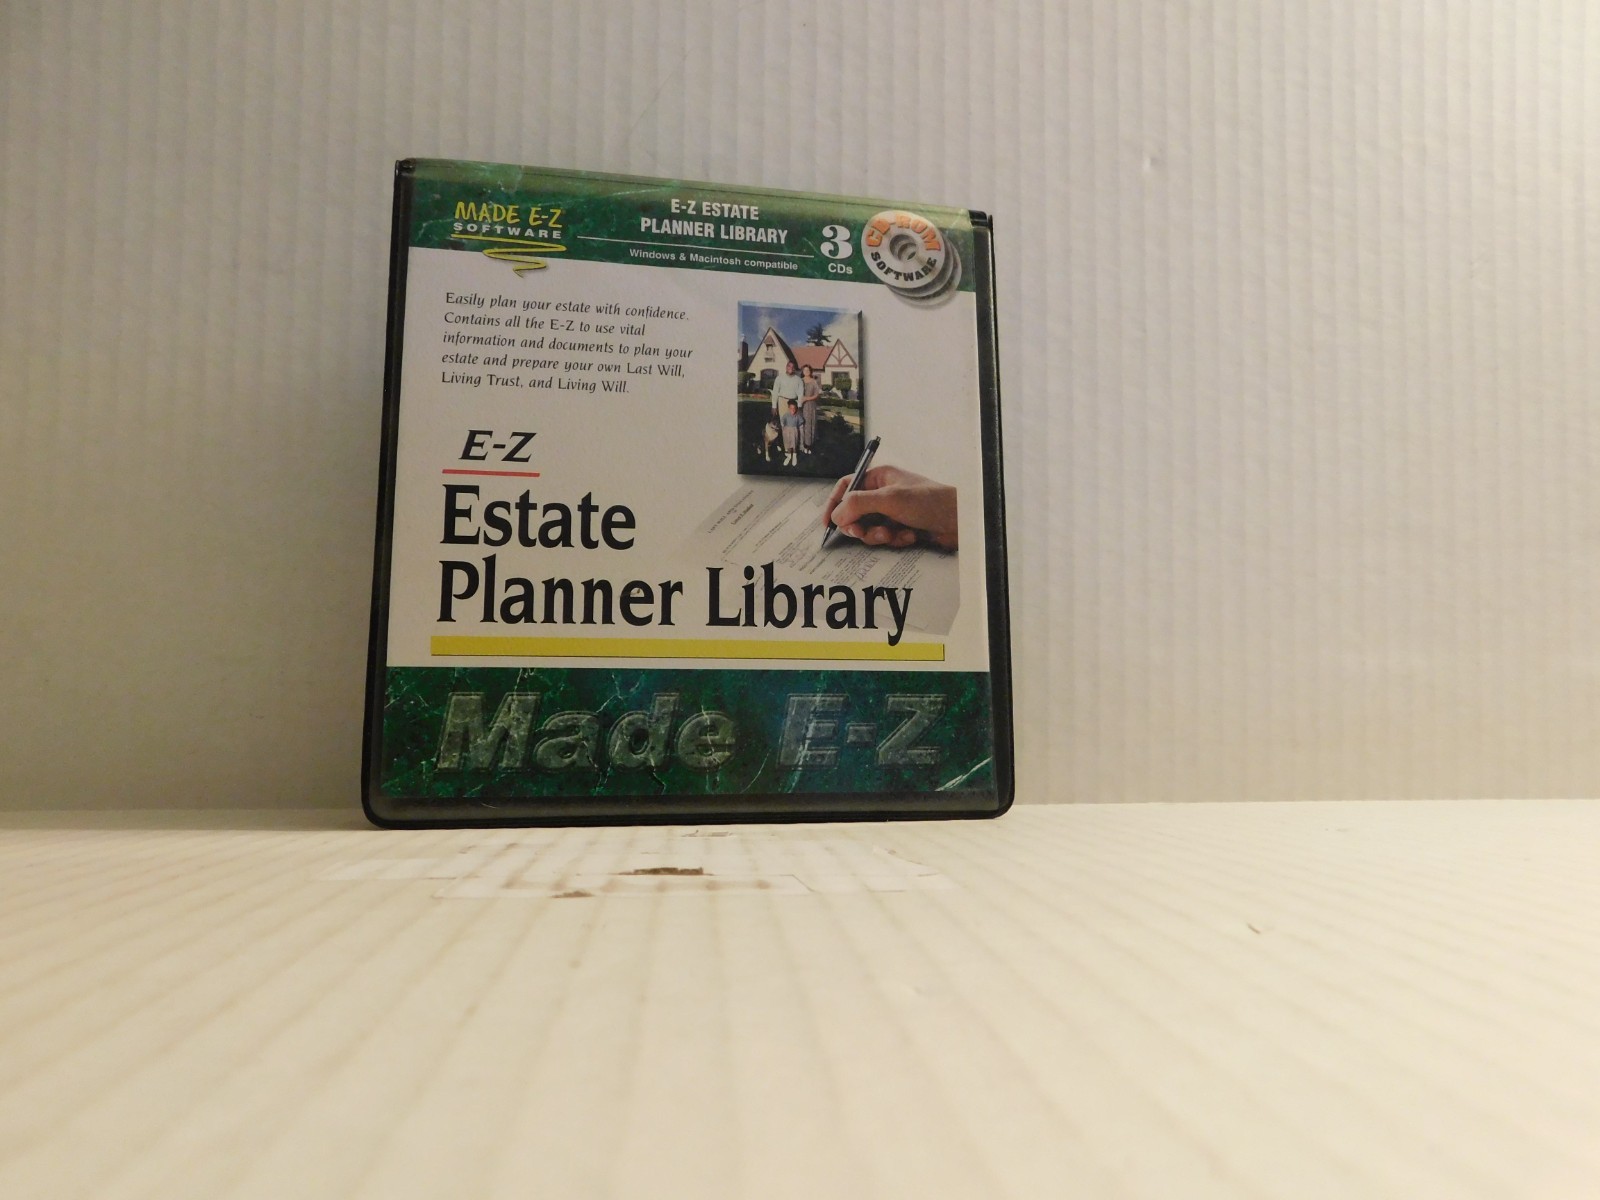 MADE E-Z
SOFTWARE
E-Z ESTATE
PLANNER LIBRARY
Windows & Macintosh compatible
3
CDs
CD-ROM
SOFTWARE
Easily plan your estate with confidence.
Contains all the E-Z to use vital
information and documents to plan your
estate and prepare your own Last Will,
Living Trust, and Living Will.
E-Z
Estate
Planner Library
Made E-Z